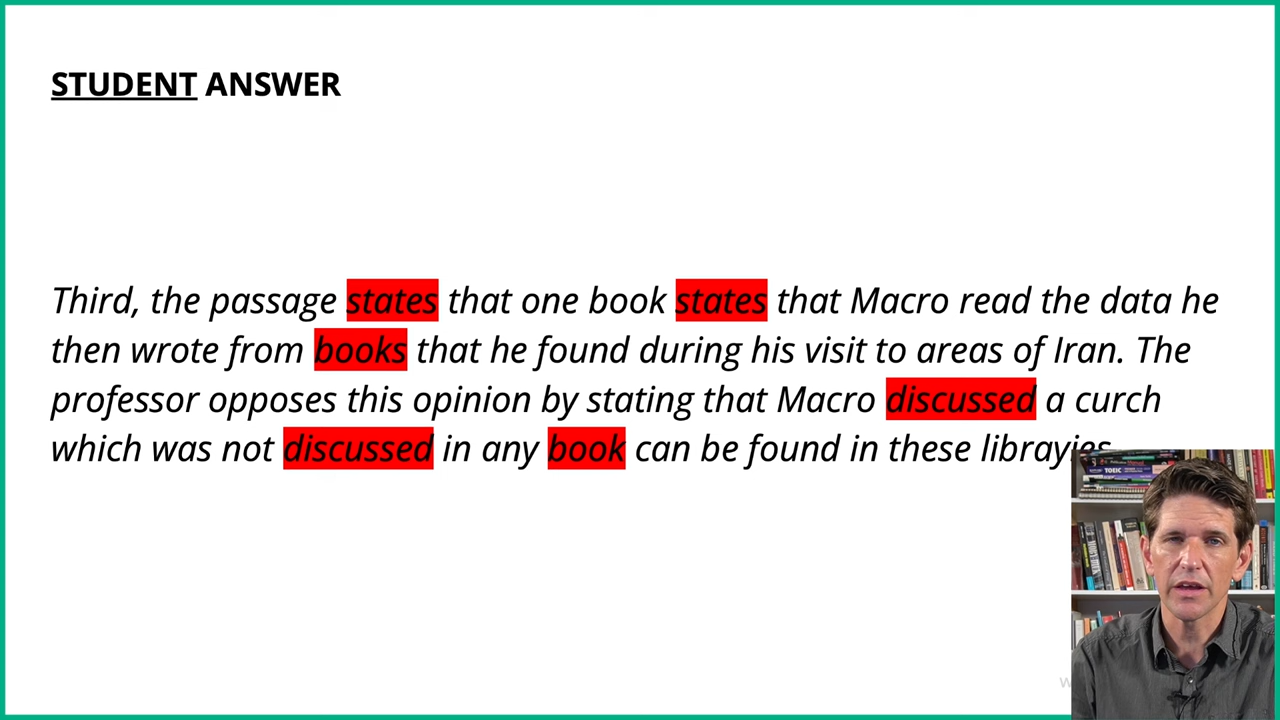 STUDENT ANSWER
Third, the passage states that one book states that Macro read the data he
then wrote from books that he found during his visit to areas of Iran. The
professor opposes this opinion by stating that Macro discussed a curch
which was not discussed in any book can be found in these librayies
TOEIC